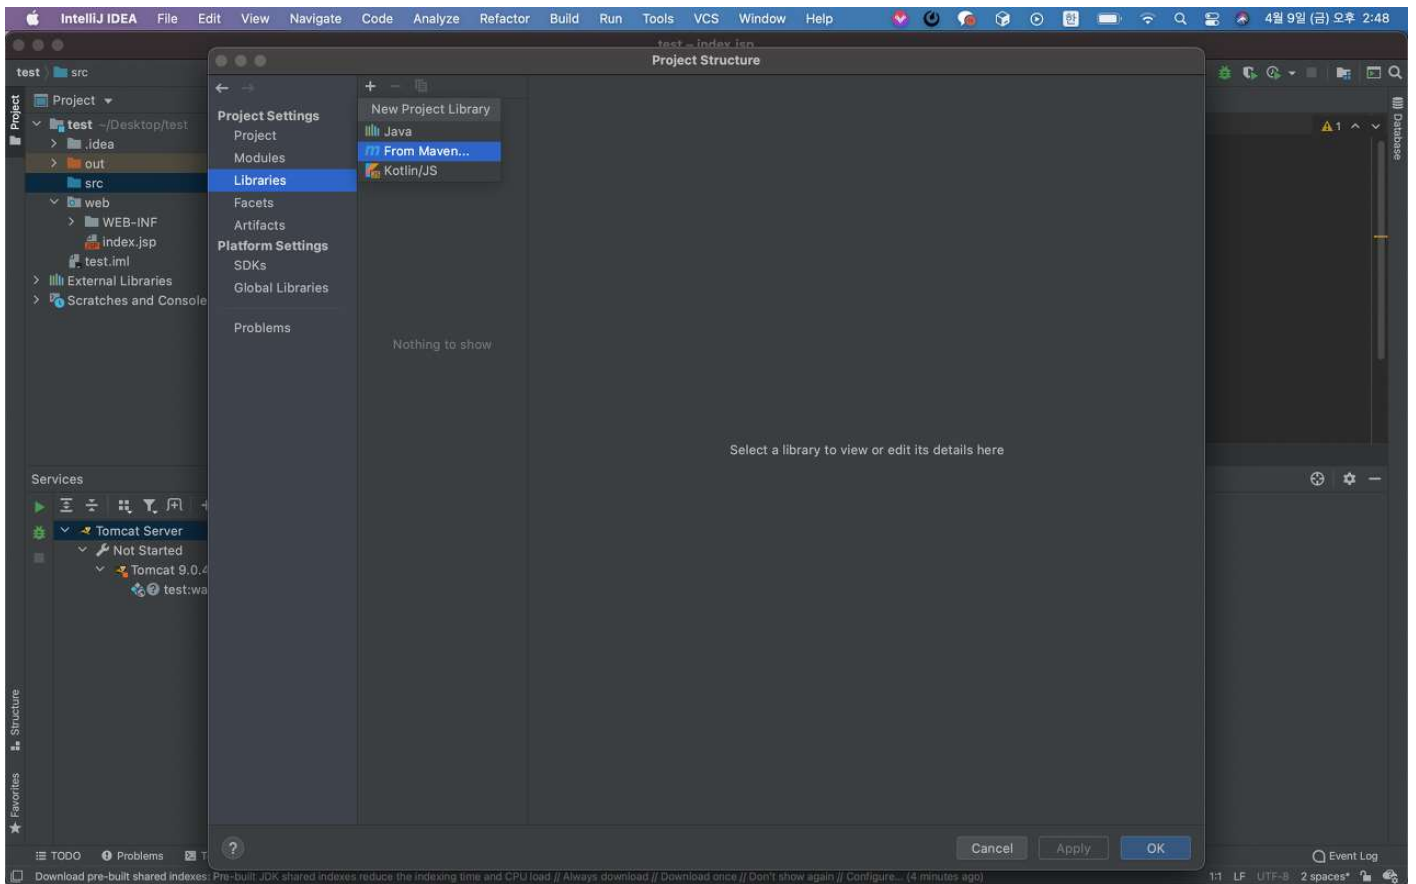 IntelliJ IDEA File Edit View Navigate Code Analyze Refactor Build Run Tools VCS Window Help 한 4월 9일 (금) 오후 2:48
test – index.jsp
Project Structure
test src
Project
test ~/Desktop/test
.idea
out
src
web
WEB-INF
index.jsp
test.iml
External Libraries
Scratches and Console
Project
Structure
Favorites
Project Settings
Project
Modules
Libraries
Facets
Artifacts
Platform Settings
SDKs
Global Libraries
Problems
New Project Library
Java
From Maven...
Kotlin/JS
Nothing to show
Select a library to view or edit its details here
1
Database
Services
Tomcat Server
Not Started
Tomcat 9.0.4
test:wa
? Cancel Apply OK
TODO Problems T Event Log
Download pre-built shared indexes: Pre-built JDK shared indexes reduce the indexing time and CPU load // Always download // Download once // Don't show again // Configure... (4 minutes ago) 1:1 LF UTF-8 2 spaces*